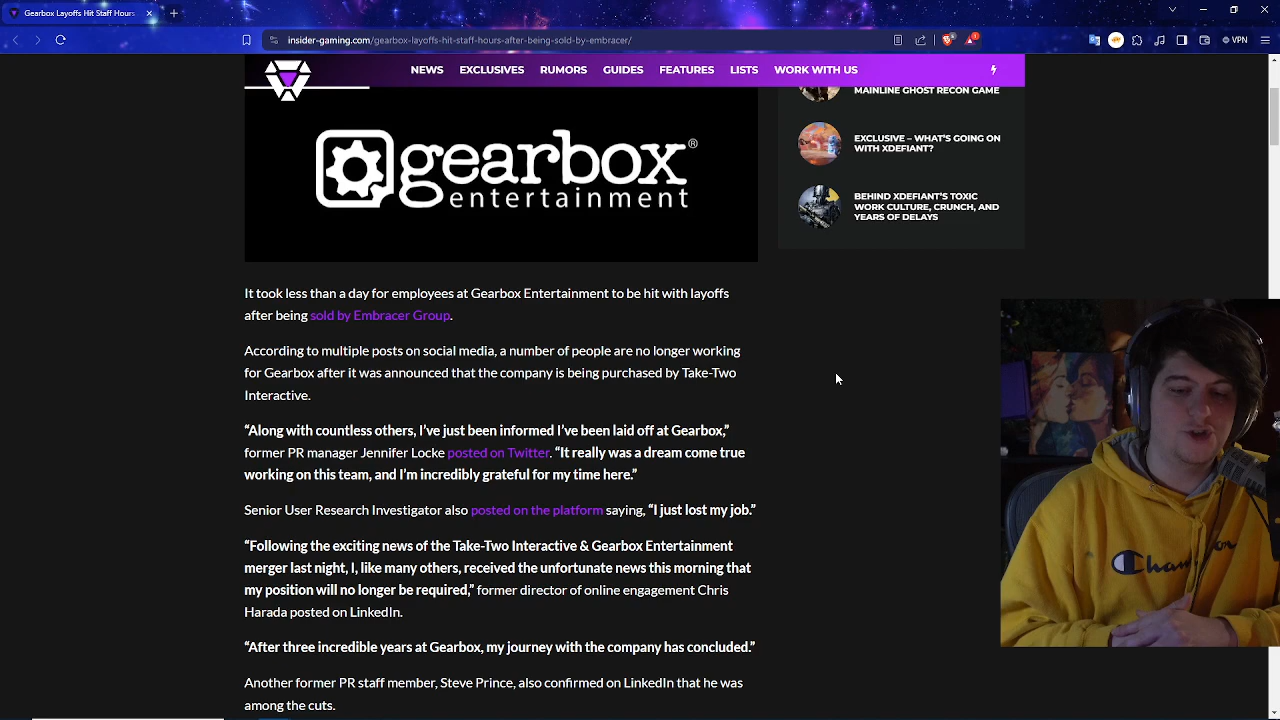 Gearbox Layoffs Hit Staff Hours
insider-gaming.com/gearbox-layoffs-hit-staff-hours-after-being-sold-by-embracer/
VPN
NEWS EXCLUSIVES RUMORS GUIDES FEATURES LISTS WORK WITH US
gearbox®
entertainment
MAINLINE GHOST RECON GAME
EXCLUSIVE – WHAT'S GOING ON
WITH XDEFIANT?
BEHIND XDEFIANT'S TOXIC
WORK CULTURE, CRUNCH, AND
YEARS OF DELAYS
It took less than a day for employees at Gearbox Entertainment to be hit with layoffs
after being sold by Embracer Group.
According to multiple posts on social media, a number of people are no longer working
for Gearbox after it was announced that the company is being purchased by Take-Two
Interactive.
“Along with countless others, I’ve just been informed I’ve been laid off at Gearbox,”
former PR manager Jennifer Locke posted on Twitter. “It really was a dream come true
working on this team, and I’m incredibly grateful for my time here.”
Senior User Research Investigator also posted on the platform saying, “I just lost my job.”
“Following the exciting news of the Take-Two Interactive & Gearbox Entertainment
merger last night, I, like many others, received the unfortunate news this morning that
my position will no longer be required,” former director of online engagement Chris
Harada posted on LinkedIn.
“After three incredible years at Gearbox, my journey with the company has concluded.”
Another former PR staff member, Steve Prince, also confirmed on LinkedIn that he was
among the cuts.